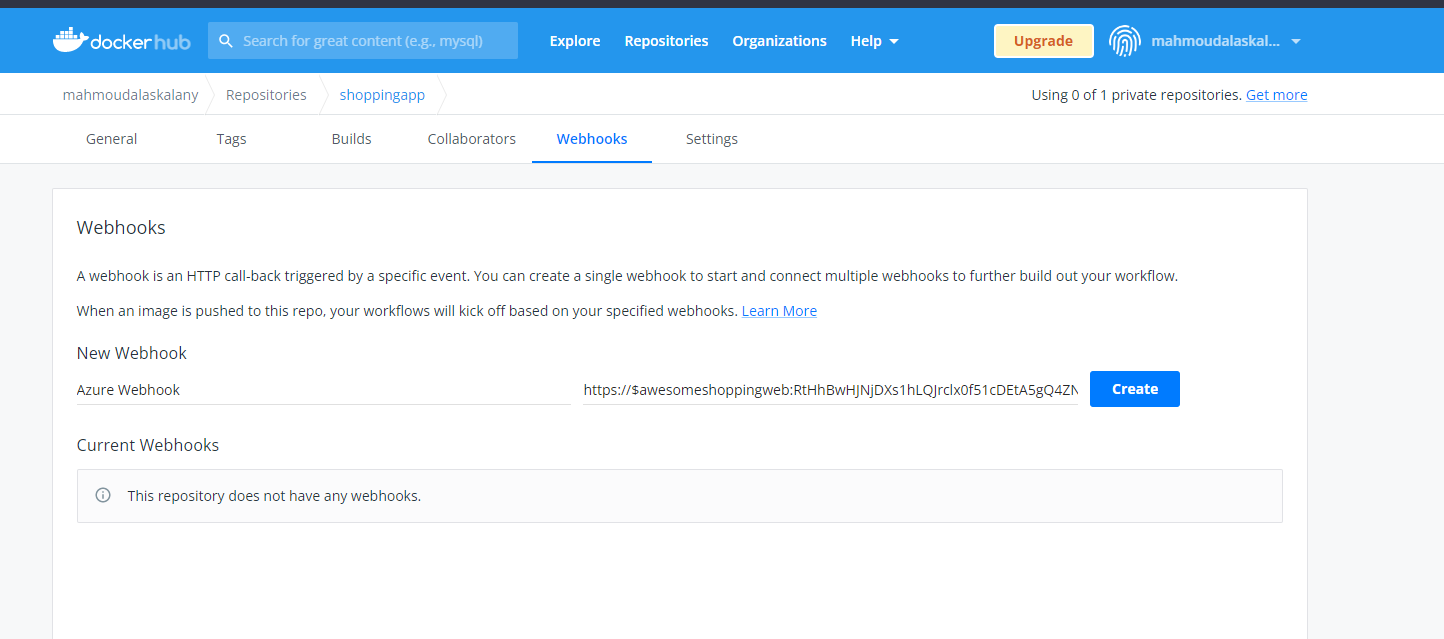 docker hub Search for great content (e.g., mysql) Explore Repositories Organizations Help Upgrade mahmoudalaskal...
mahmoudalaskalany Repositories shoppingapp Using 0 of 1 private repositories. Get more
General Tags Builds Collaborators Webhooks Settings
Webhooks
A webhook is an HTTP call-back triggered by a specific event. You can create a single webhook to start and connect multiple webhooks to further build out your workflow.
When an image is pushed to this repo, your workflows will kick off based on your specified webhooks. Learn More
New Webhook
Azure Webhook https://$awesomeshoppingweb:RtHhBwHJNjDXs1hLQJrclx0f51cDEtA5gQ4ZN Create
Current Webhooks
This repository does not have any webhooks.